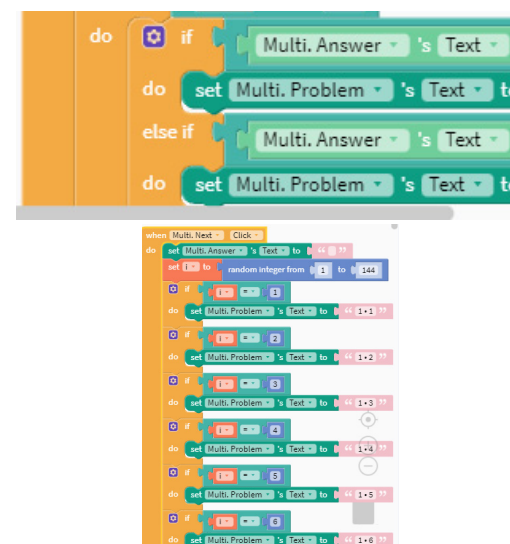 do if Multi. Answer 's Text
do set Multi. Problem 's Text
else if Multi. Answer 's Text
do set Multi. Problem 's Text
when Multi. Next Click
do set Multi. Answer 's Text to “ ”
set i to random integer from 1 to 144
if i = 1
do set Multi. Problem 's Text to “ 1•1 ”
if i = 2
do set Multi. Problem 's Text to “ 1•2 ”
if i = 3
do set Multi. Problem 's Text to “ 1•3 ”
if i = 4
do set Multi. Problem 's Text to “ 1•4 ”
if i = 5
do set Multi. Problem 's Text to “ 1•5 ”
if i = 6
do set Multi. Problem 's Text to “ 1•6 ”